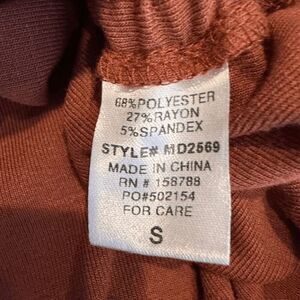 68%POLYESTER
27%RAYON
5%SPANDEX
STYLE# MD2569
MADE IN CHINA
RN # 158788
PO#502154
FOR CARE
S